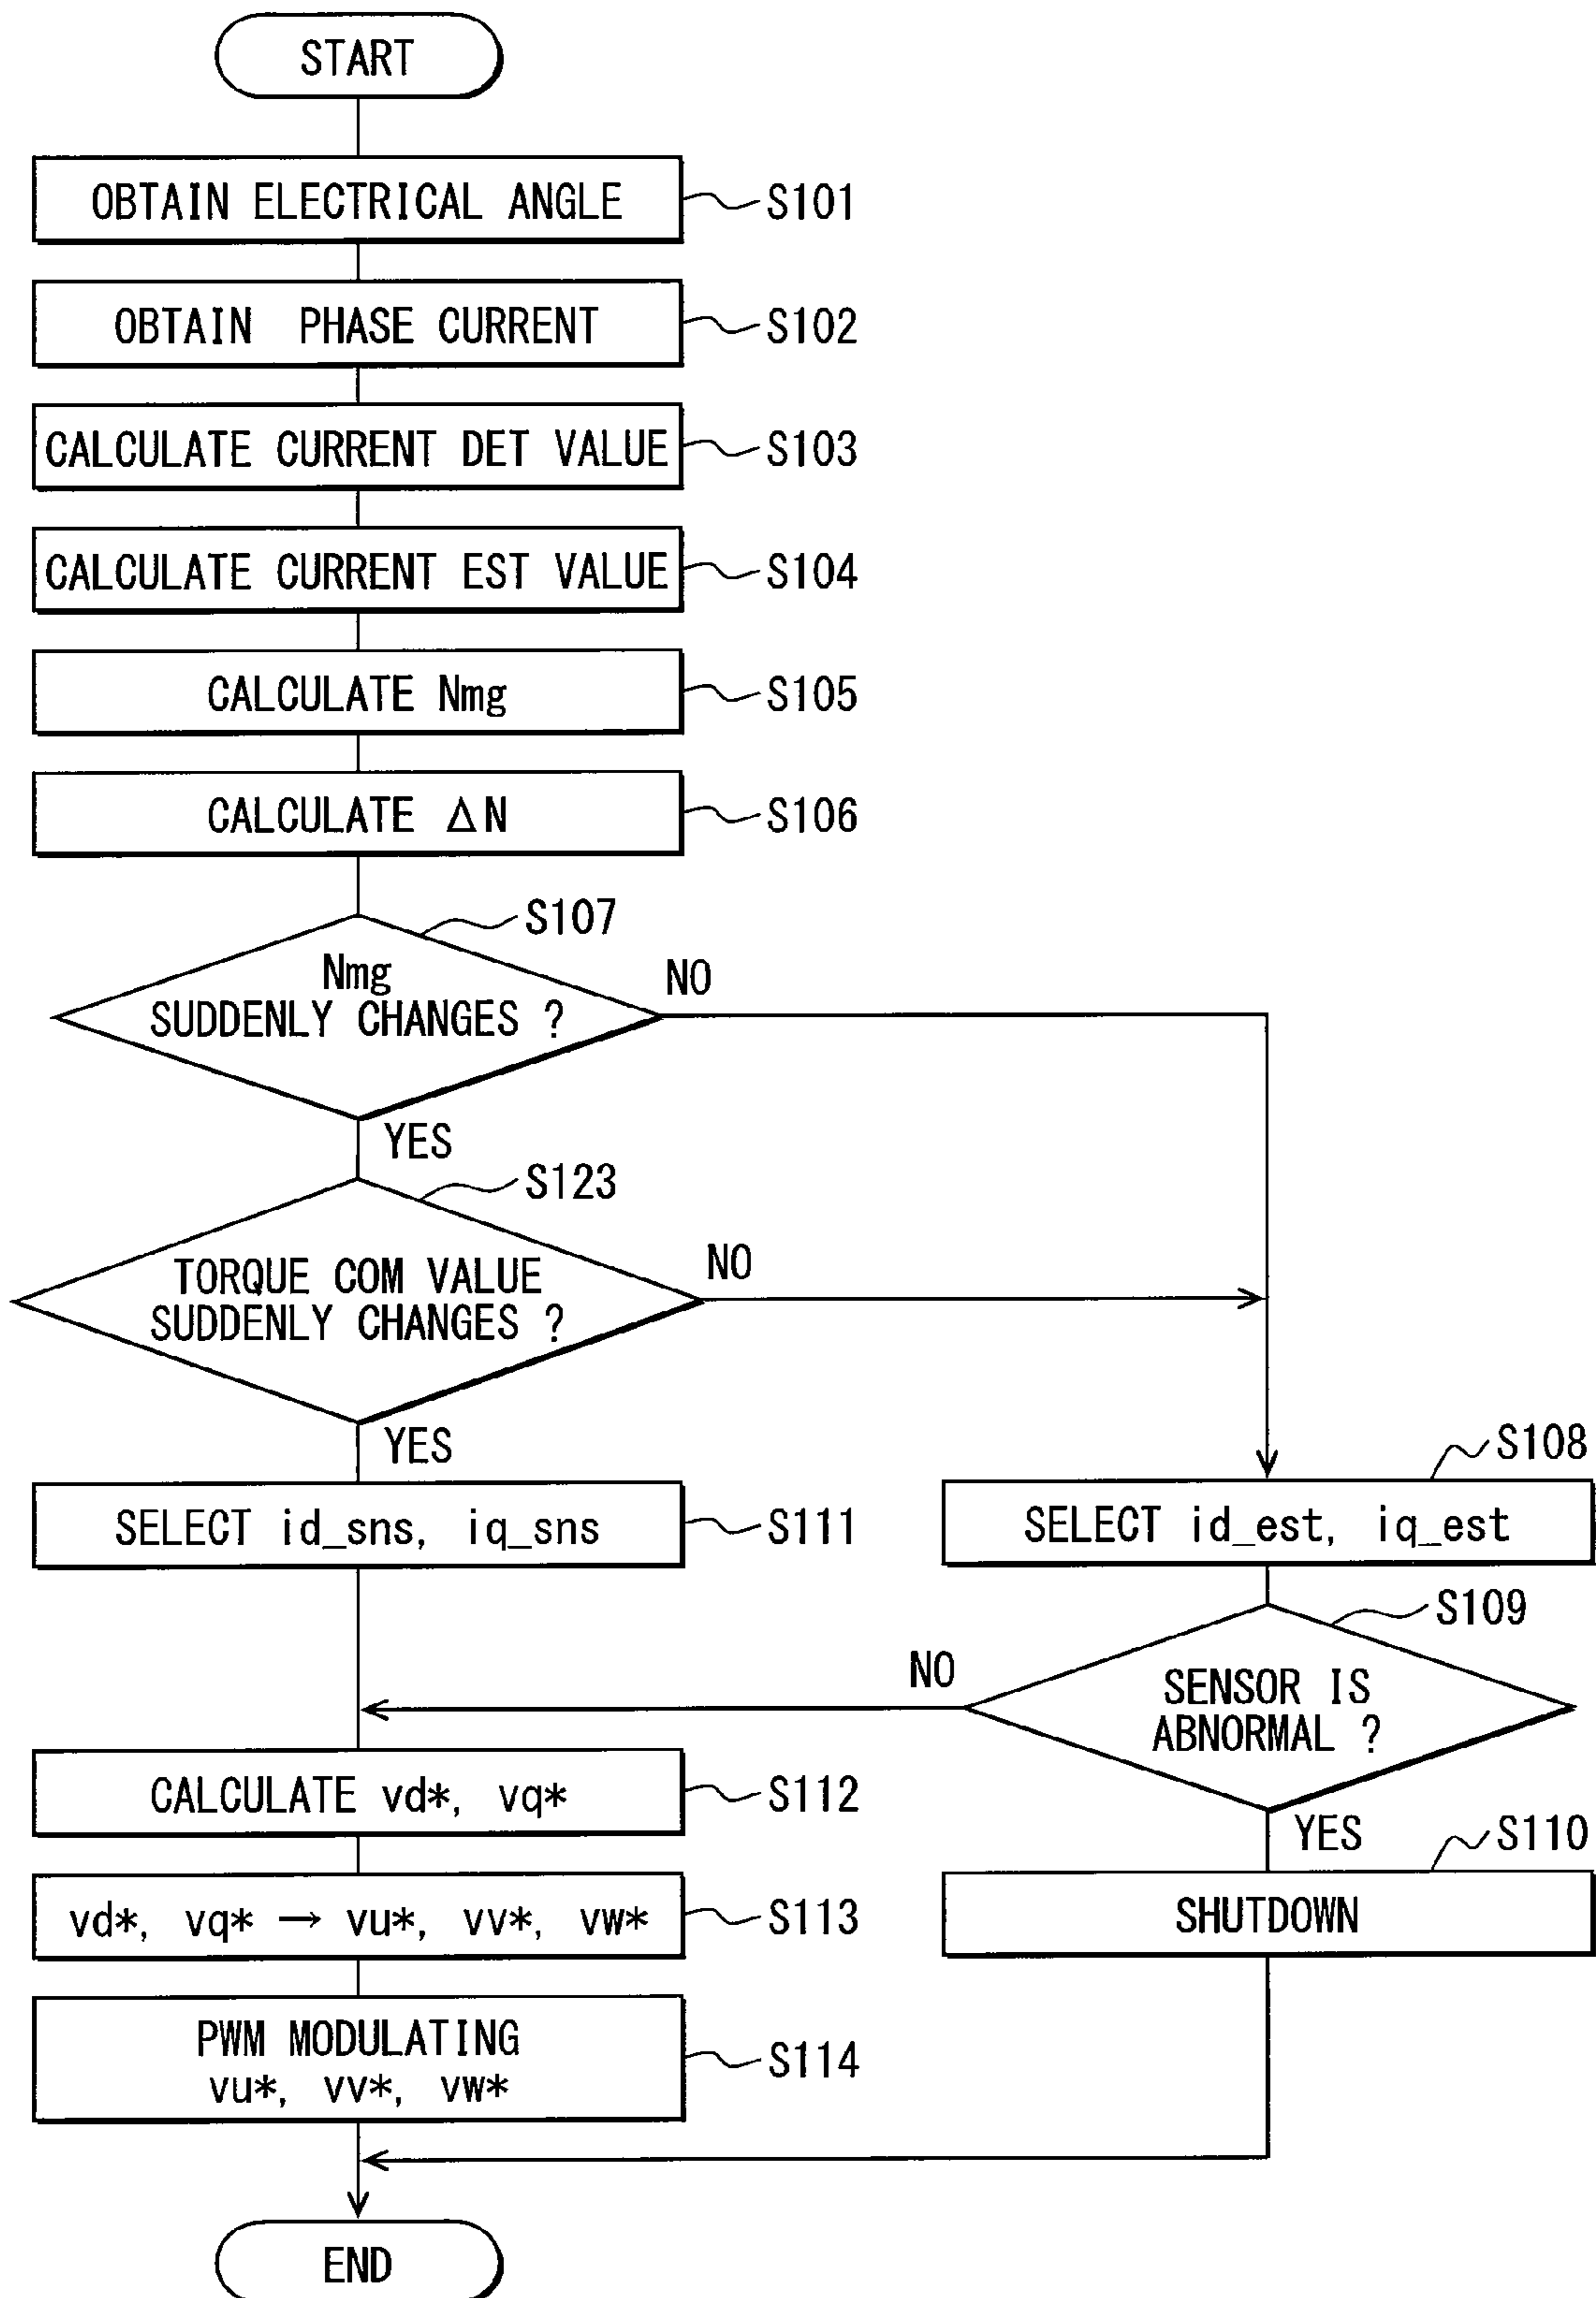 START
OBTAIN ELECTRICAL ANGLE
S101
OBTAIN PHASE CURRENT
S102
CALCULATE CURRENT DET VALUE
S103
CALCULATE CURRENT EST VALUE
S104
CALCULATE Nmg
S105
CALCULATE ΔN
S106
S107
Nmg
SUDDENLY CHANGES ?
NO
YES
S123
TORQUE COM VALUE
SUDDENLY CHANGES ?
NO
YES
SELECT id_sns, iq_sns
S111
S108
SELECT id_est, iq_est
S109
SENSOR IS
ABNORMAL ?
NO
YES
CALCULATE vd*, vq*
S112
S110
SHUTDOWN
vd*, vq* → vu*, vv*, vw*
S113
PWM MODULATING
vu*, vv*, vw*
S114
END